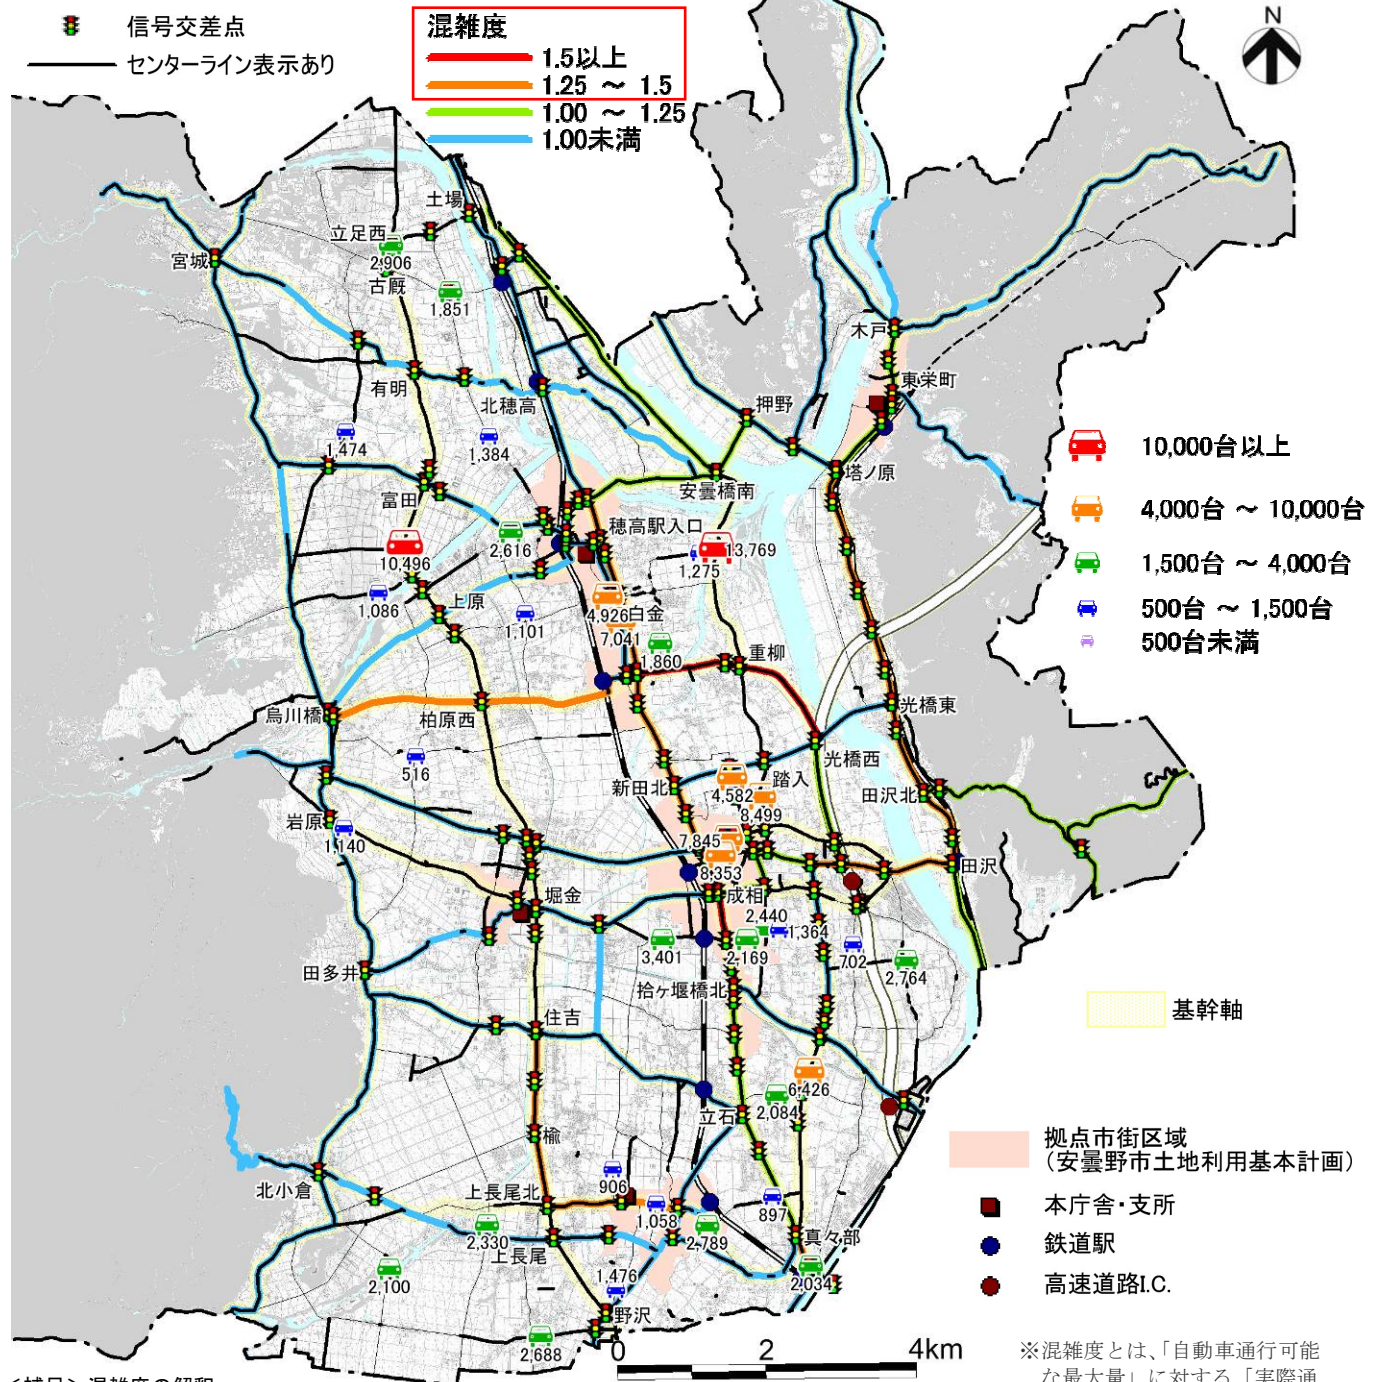 信号交差点
センターライン表示あり
混雑度
1.5以上
1.25 ～ 1.5
1.00 ～ 1.25
1.00未満
N
土場
立足西
2,906
古厩
1,851
宮城
木戸
東栄町
有明
北穂高
押野
1,474
1,384
塔ノ原
安曇橋南
富田
穂高駅入口
2,616
10,496
13,769
1,275
1,086
上原
1,101
4,926
白金
7,041
1,860
重柳
烏川橋
柏原西
光橋東
516
新田北
4,582
踏入
光橋西
田沢北
8,499
岩原
1,140
7,845
8,353
田沢
堀金
成相
2,440
1,364
3,401
2,169
702
2,764
田多井
拾ヶ堰橋北
住吉
6,426
2,084
立石
楡
北小倉
上長尾北
906
1,058
897
2,330
上長尾
2,789
真々部
2,100
1,476
2,034
野沢
2,688
10,000台以上
4,000台 ～ 10,000台
1,500台 ～ 4,000台
500台 ～ 1,500台
500台未満
基幹軸
拠点市街区域
（安曇野市土地利用基本計画）
本庁舎・支所
鉄道駅
高速道路I.C.
0 2 4km
※混雑度とは、「自動車通行可能
な最大量」に対する「実際通